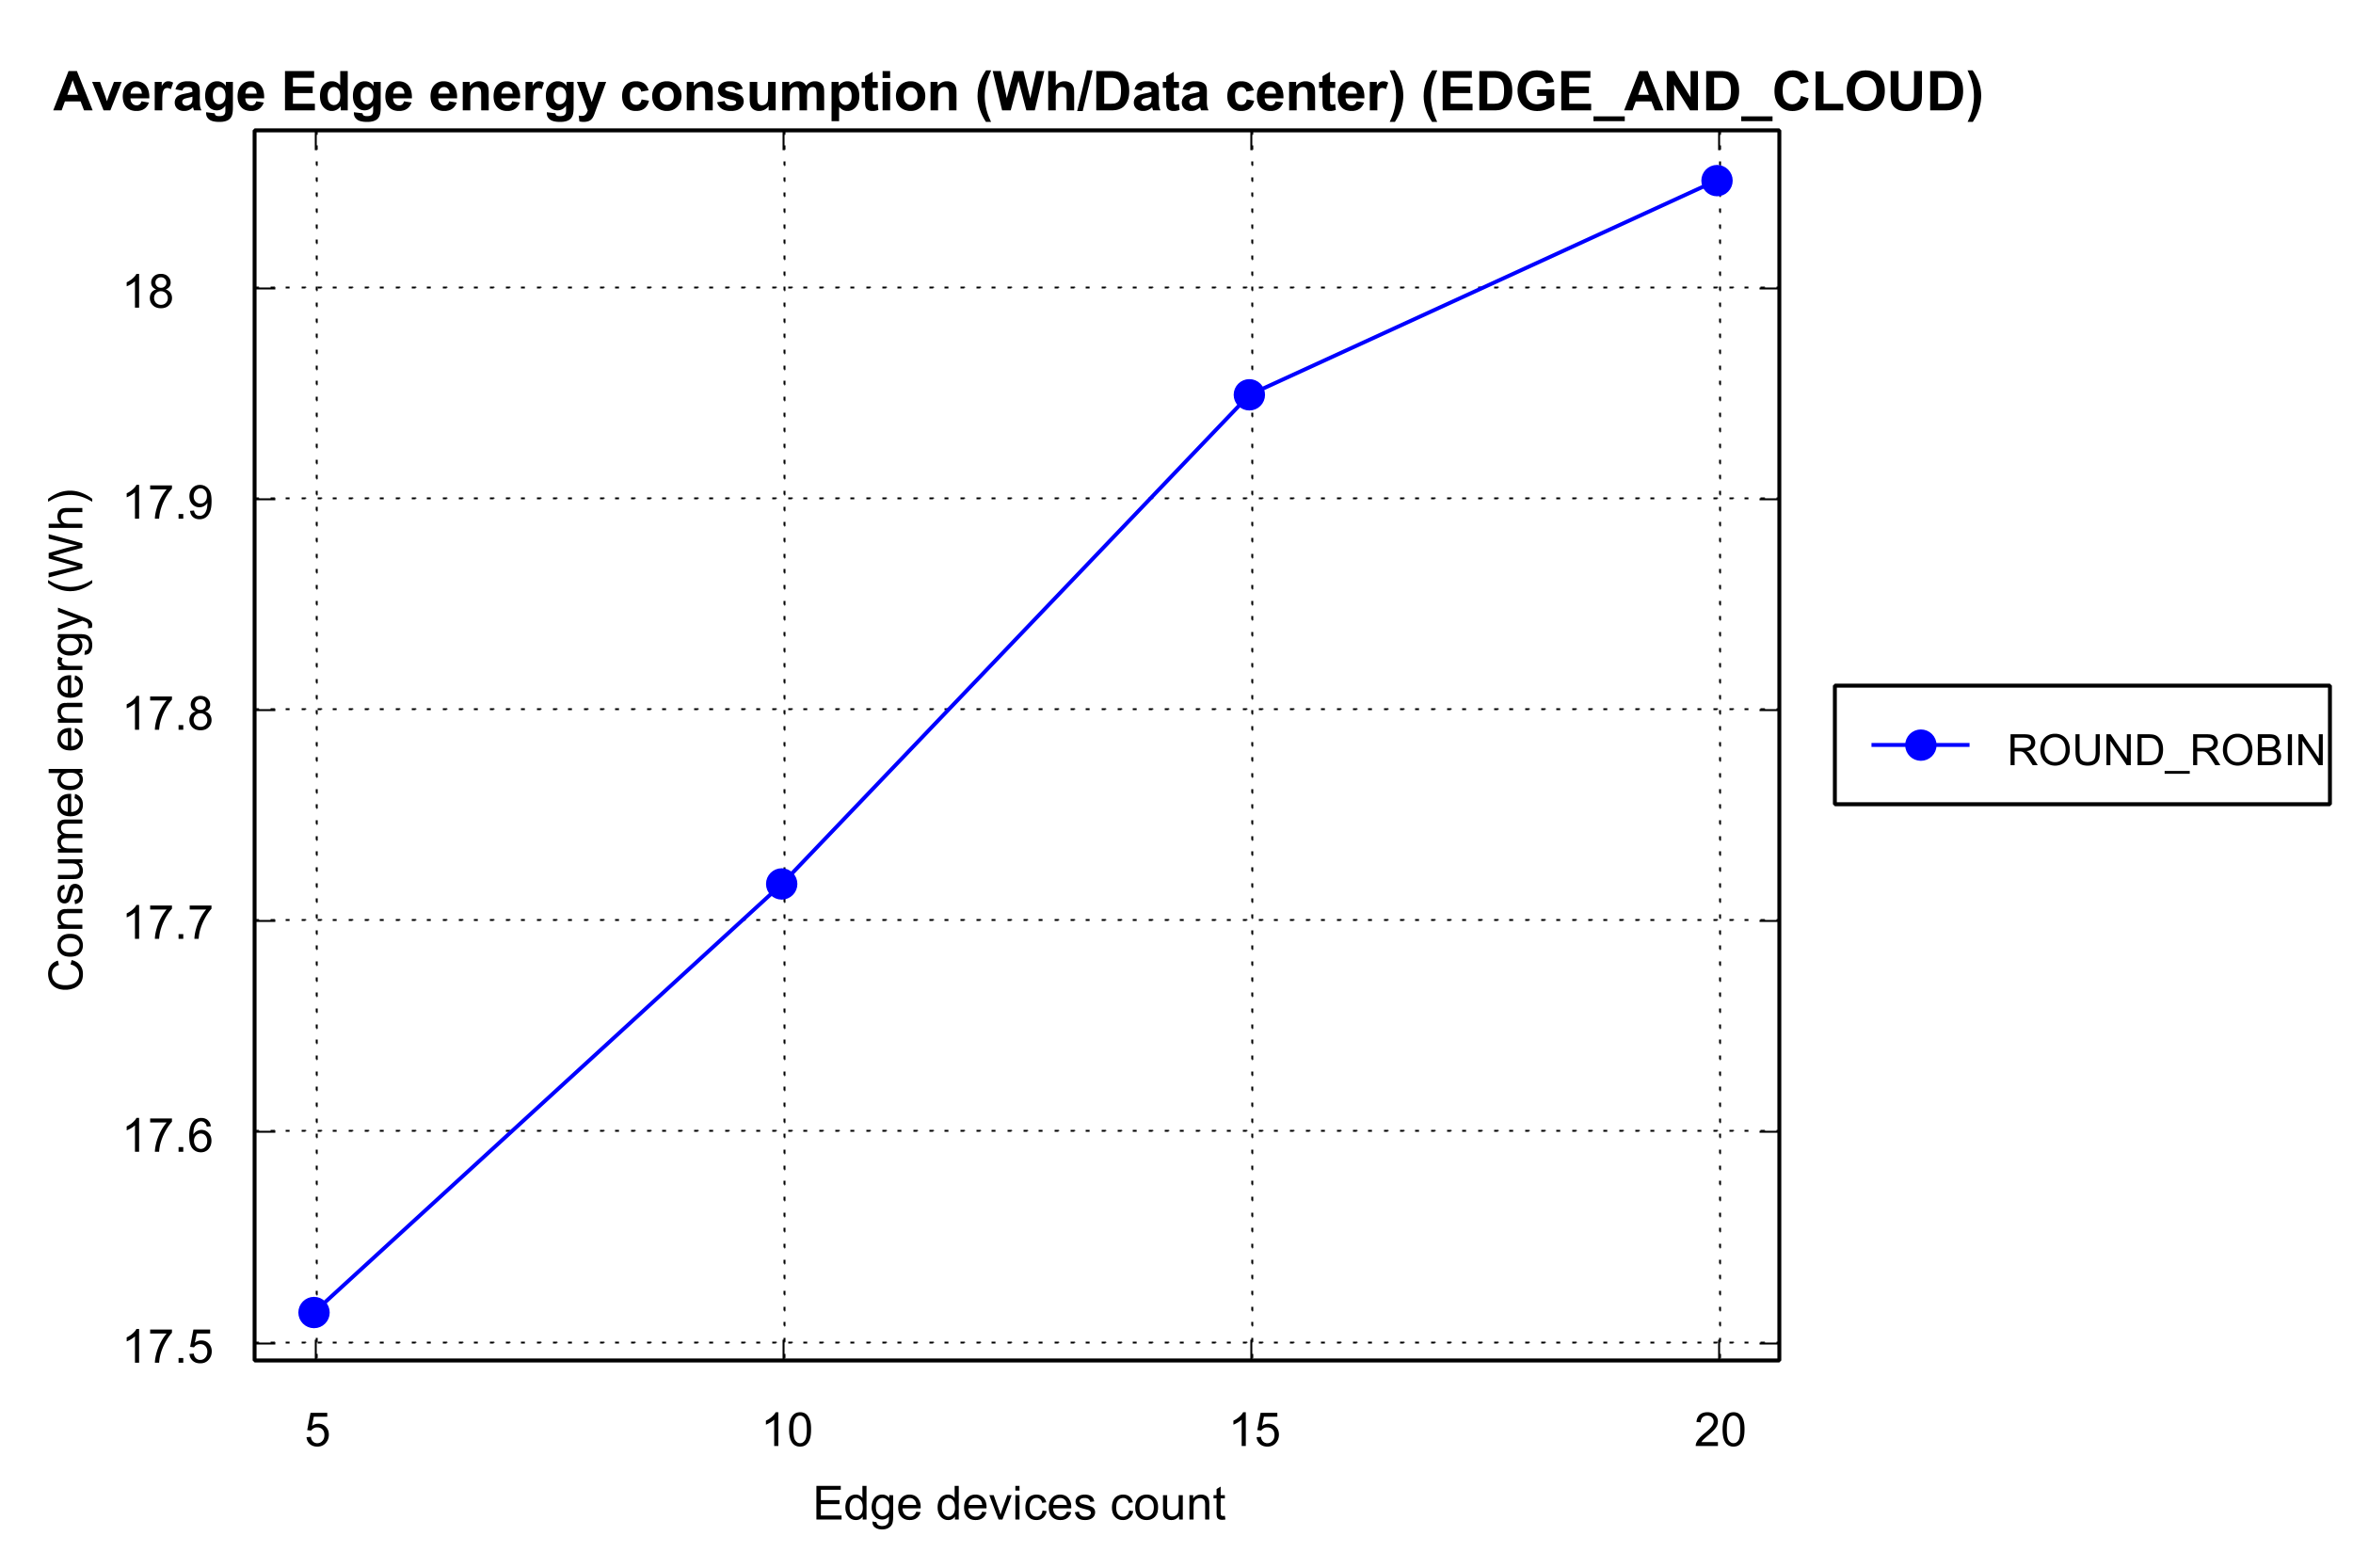 Average Edge energy consumption (Wh/Data center) (EDGE_AND_CLOUD)
18
17.9
17.8
17.7
17.6
17.5
Consumed energy (Wh)
5 10 15 20
Edge devices count
ROUND_ROBIN